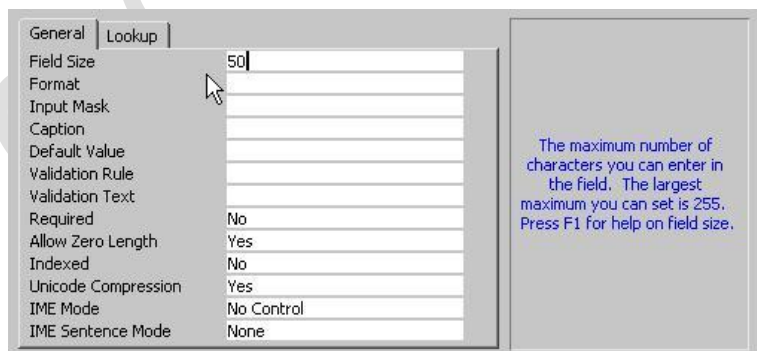 General Lookup
Field Size 50
Format
Input Mask
Caption
Default Value
Validation Rule
Validation Text
Required No
Allow Zero Length Yes
Indexed No
Unicode Compression Yes
IME Mode No Control
IME Sentence Mode None
The maximum number of
characters you can enter in
the field. The largest
maximum you can set is 255.
Press F1 for help on field size.